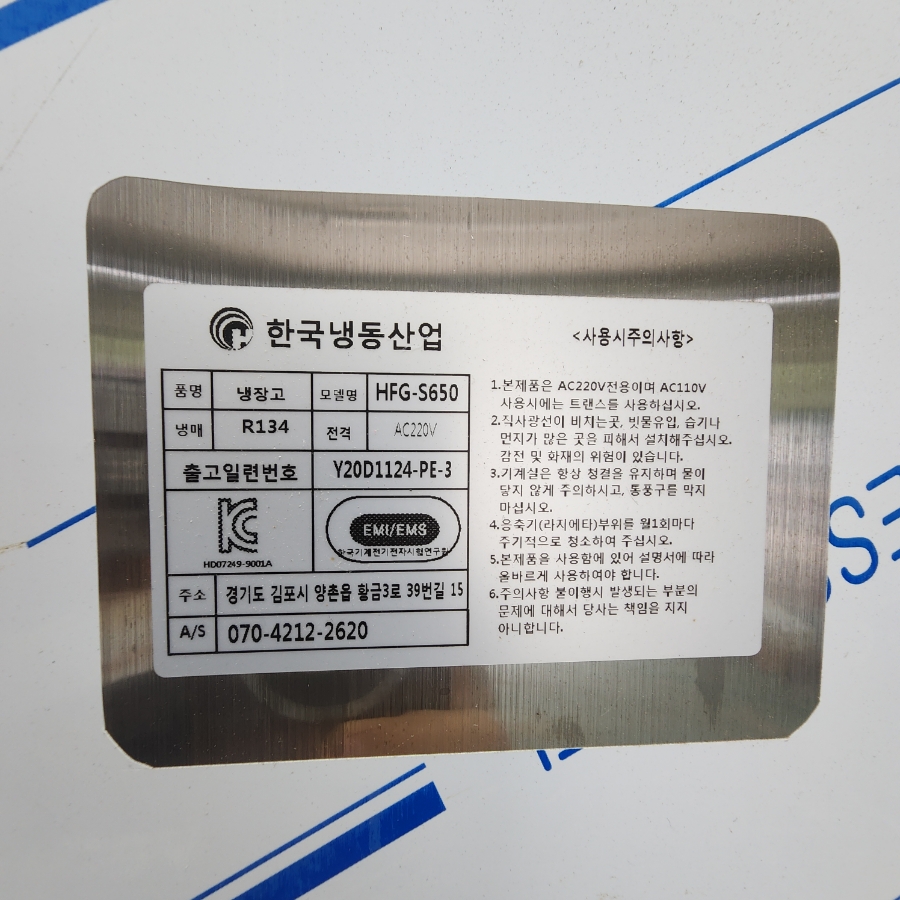 한국냉동산업
품명 냉장고 모델명 HFG-S650
냉매 R134 전격 AC220V
출고일련번호 Y20D1124-PE-3
EMI/EMS
한국기계전기전자시험연구원
HD07249-9001A
주소 경기도 김포시 양촌읍 황금3로 39번길 15
A/S 070-4212-2620
<사용시주의사항>
1.본제품은 AC220V전용이며 AC110V
사용시에는 트랜스를 사용하십시오.
2.직사광선이 비치는곳, 빗물유입, 습기나
먼지가 많은 곳을 피해서 설치해주십시오.
감전 및 화재의 위험이 있습니다.
3.기계실은 항상 청결을 유지하며 물이
닿지 않게 주의하시고, 통풍구를 막지
마십시오.
4.응축기(라지에타)부위를 월1회마다
주기적으로 청소하여 주십시오.
5.본제품을 사용함에 있어 설명서에 따라
올바르게 사용하여야 합니다.
6.주의사항 불이행시 발생되는 부분의
문제에 대해서 당사는 책임을 지지
아니합니다.